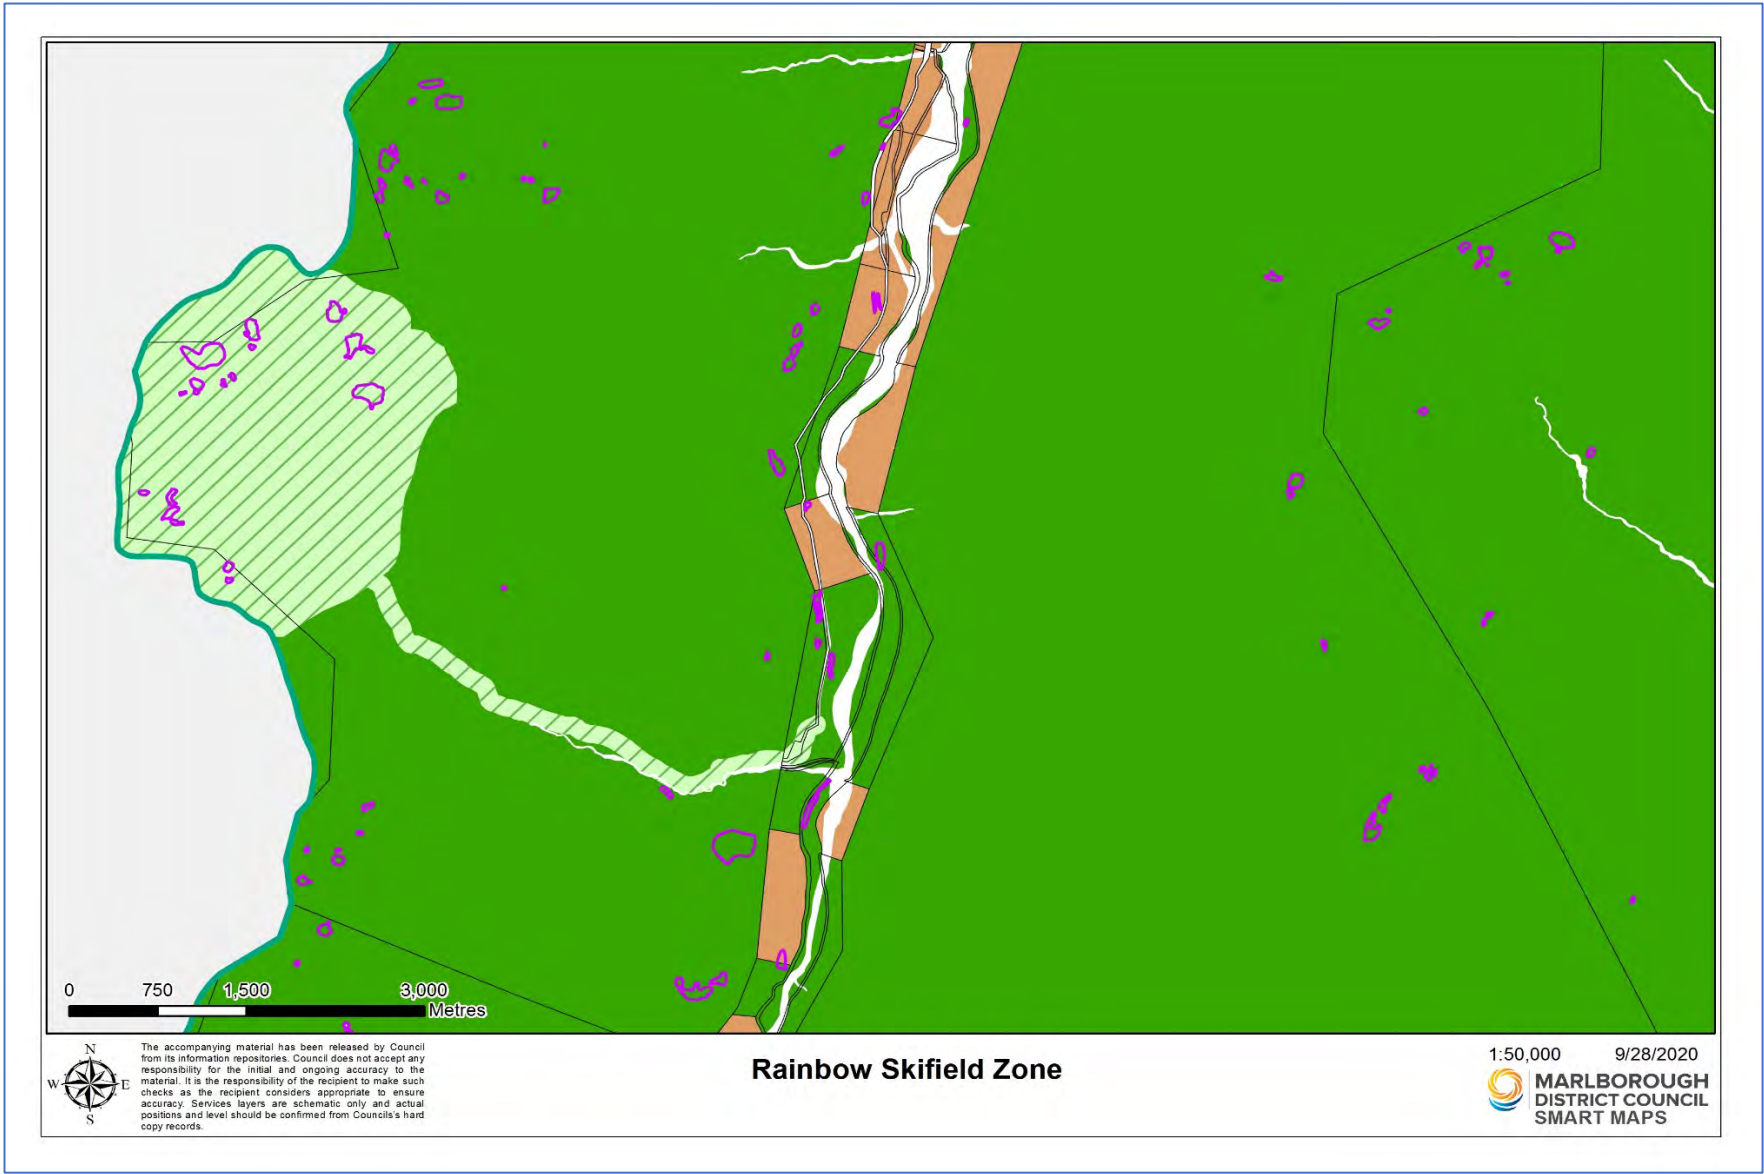 0 750 1,500 3,000
Metres
N
W E
S
The accompanying material has been released by Council
from its information repositories. Council does not accept any
responsibility for the initial and ongoing accuracy to the
material. It is the responsibility of the recipient to make such
checks as the recipient considers appropriate to ensure
accuracy. Services layers are schematic only and actual
positions and level should be confirmed from Councils's hard
copy records.
Rainbow Skifield Zone
1:50,000 9/28/2020
MARLBOROUGH
DISTRICT COUNCIL
SMART MAPS